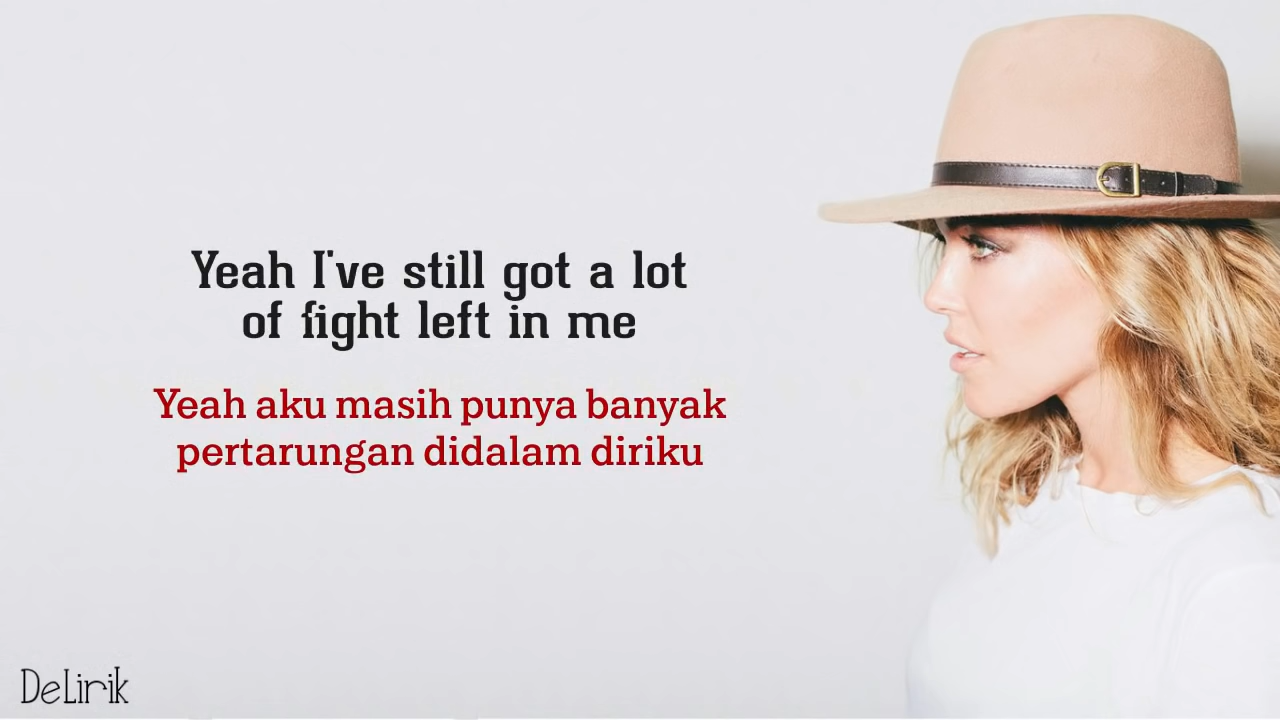 Yeah I've still got a lot
of fight left in me
Yeah aku masih punya banyak
pertarungan didalam diriku
DeLirik